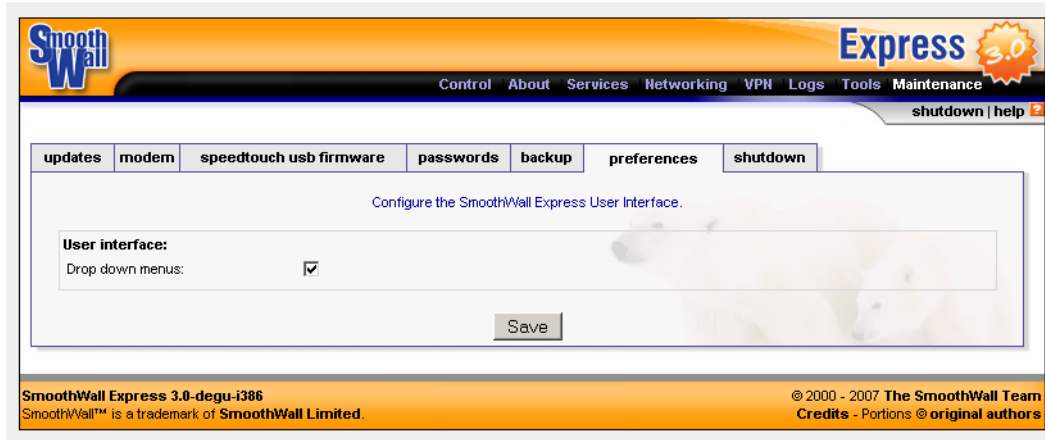 Smooth
Wall
Express 3.0
Control About Services Networking VPN Logs Tools Maintenance
shutdown | help ?
updates modem speedtouch usb firmware passwords backup preferences shutdown
Configure the SmoothWall Express User Interface.
User interface:
Drop down menus:
Save
SmoothWall Express 3.0-degu-i386
© 2000 - 2007 The SmoothWall Team
SmoothWall™ is a trademark of SmoothWall Limited.
Credits - Portions © original authors